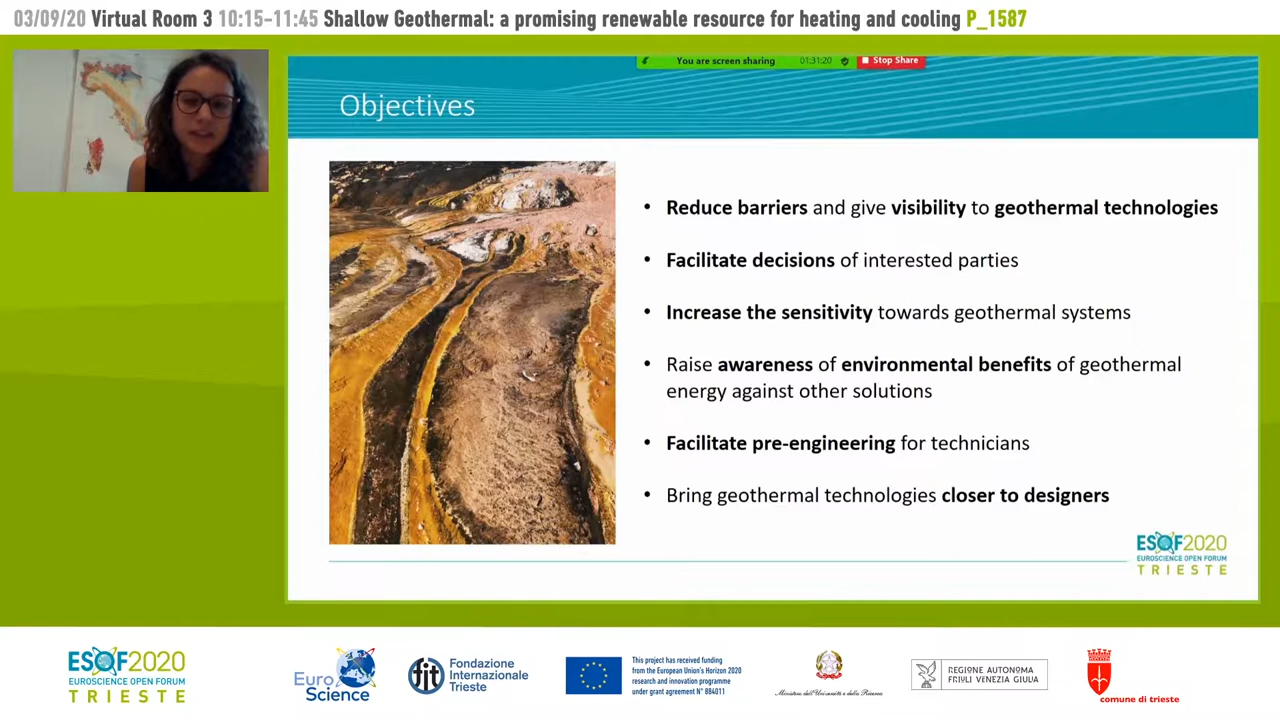 03/09/20 Virtual Room 3 10:15-11:45 Shallow Geothermal: a promising renewable resource for heating and cooling P_1587
You are screen sharing 01:31:20 Stop Share
Objectives
• Reduce barriers and give visibility to geothermal technologies
• Facilitate decisions of interested parties
• Increase the sensitivity towards geothermal systems
• Raise awareness of environmental benefits of geothermal
energy against other solutions
• Facilitate pre-engineering for technicians
• Bring geothermal technologies closer to designers
ESOF2020
EUROSCIENCE OPEN FORUM
TRIESTE
ESOF2020
EUROSCIENCE OPEN FORUM
TRIESTE
Euro
Science
fit
Fondazione
Internazionale
Trieste
This project has received funding
from the European Union's Horizon 2020
research and innovation programme
under grant agreement N° 884011
Ministero dell'Università e della Ricerca
REGIONE AUTONOMA
FRIULI VENEZIA GIULIA
comune di trieste